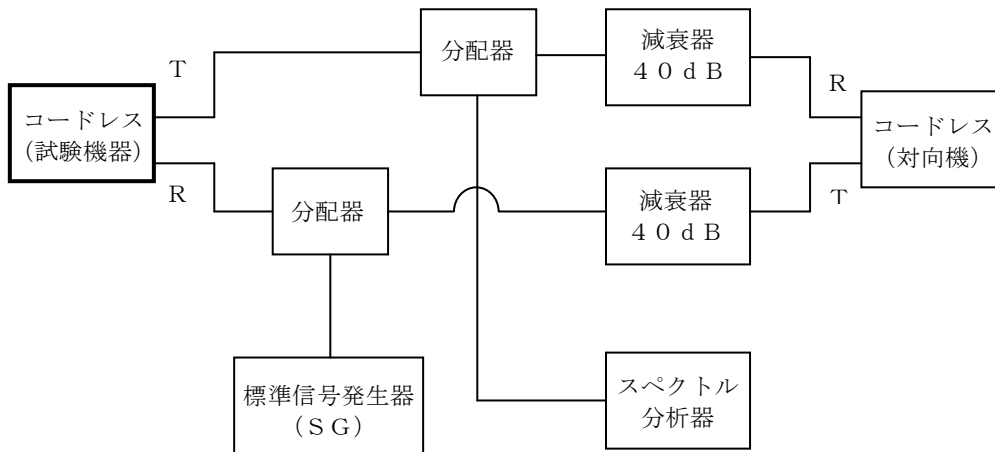 分配器
減衰器
４０ｄＢ
Ｔ
Ｒ
コードレス
（試験機器）
コードレス
（対向機）
Ｒ
Ｔ
分配器
減衰器
４０ｄＢ
標準信号発生器
（ＳＧ）
スペクトル
分析器